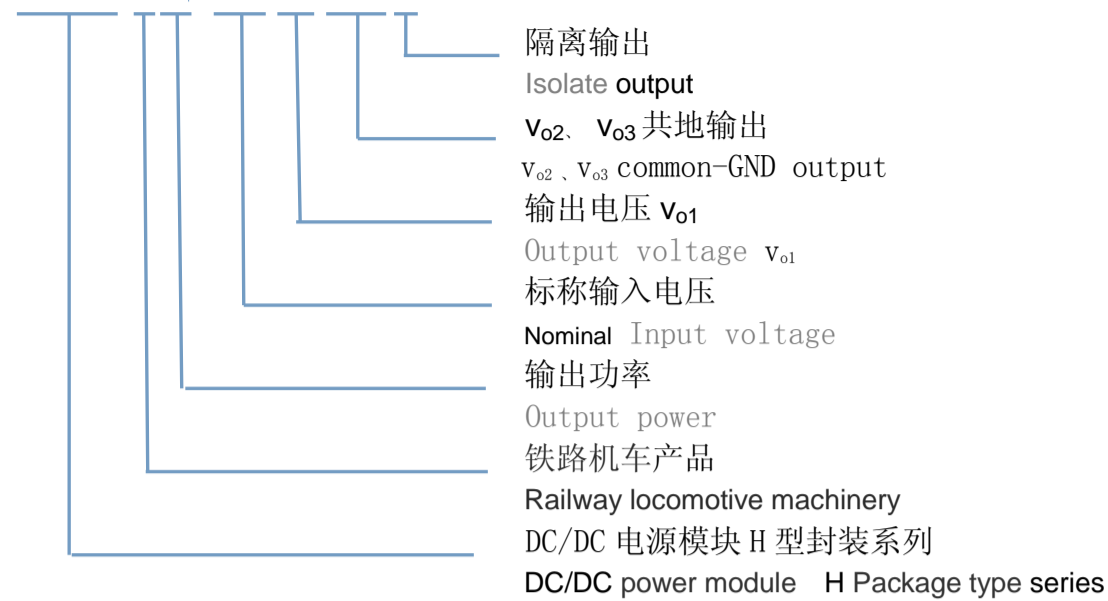 隔离输出
Isolate output
vo2、 vo3 共地输出
vo2 、vo3 common-GND output
输出电压 vo1
Output voltage vo1
标称输入电压
Nominal Input voltage
输出功率
Output power
铁路机车产品
Railway locomotive machinery
DC/DC 电源模块 H 型封装系列
DC/DC power module H Package type series